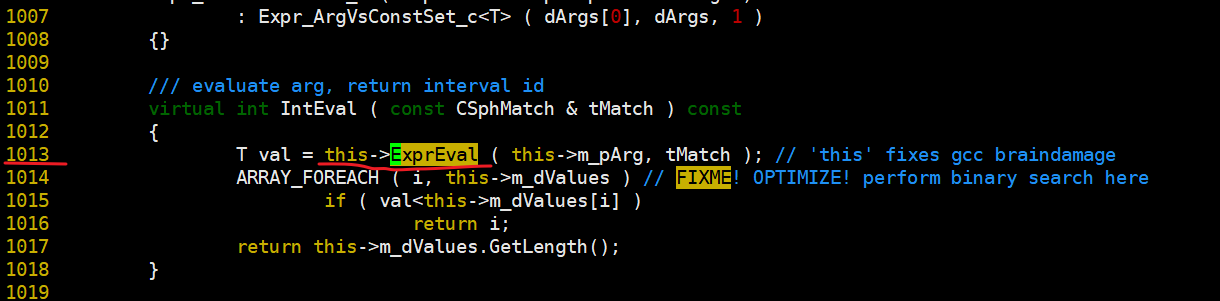 1007 : Expr_ArgVsConstSet_c<T> ( dArgs[0], dArgs, 1 )
1008 {}
1009
1010 /// evaluate arg, return interval id
1011 virtual int IntEval ( const CSphMatch & tMatch ) const
1012 {
1013 T val = this->ExprEval ( this->m_pArg, tMatch ); // 'this' fixes gcc braindamage
1014 ARRAY_FOREACH ( i, this->m_dValues ) // FIXME! OPTIMIZE! perform binary search here
1015 if ( val<this->m_dValues[i] )
1016 return i;
1017 return this->m_dValues.GetLength();
1018 }
1019